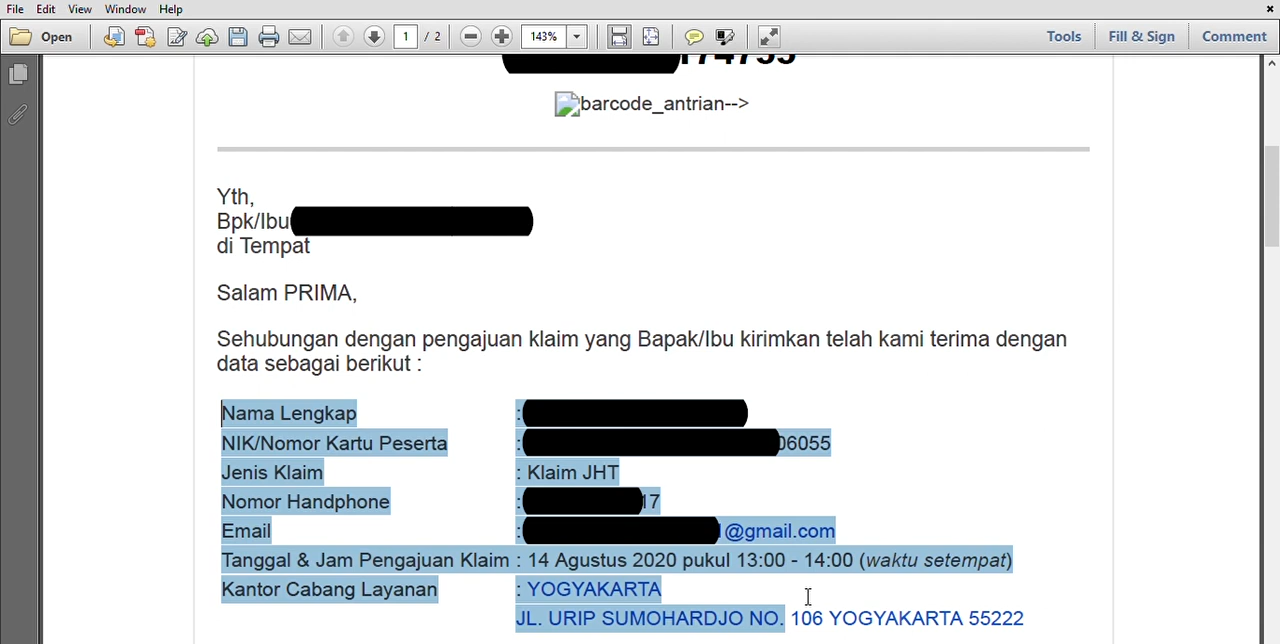 File Edit View Window Help
Open 1 / 2 143% Tools Fill & Sign Comment
174755
barcode_antrian-->
Yth,
Bpk/Ibu
di Tempat
Salam PRIMA,
Sehubungan dengan pengajuan klaim yang Bapak/Ibu kirimkan telah kami terima dengan
data sebagai berikut :
Nama Lengkap :
NIK/Nomor Kartu Peserta : 06055
Jenis Klaim : Klaim JHT
Nomor Handphone : 17
Email : 1@gmail.com
Tanggal & Jam Pengajuan Klaim : 14 Agustus 2020 pukul 13:00 - 14:00 (waktu setempat)
Kantor Cabang Layanan : YOGYAKARTA
JL. URIP SUMOHARDJO NO. 106 YOGYAKARTA 55222